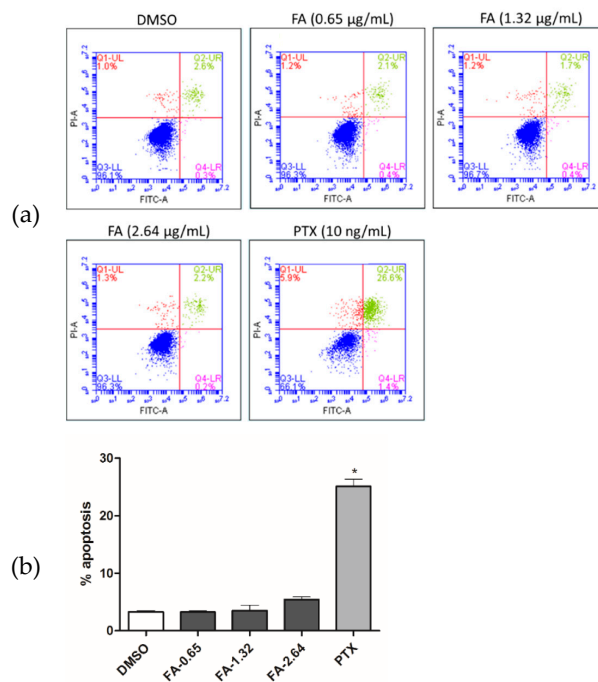 DMSO
FA (0.65 µg/mL)
FA (1.32 µg/mL)
Q1-UL
1.0%
Q2-UR
2.6%
Q3-LL
96.1%
Q4-LR
0.3%
PI-A
FITC-A
Q1-UL
1.2%
Q2-UR
2.1%
Q3-LL
96.3%
Q4-LR
0.4%
PI-A
FITC-A
Q1-UL
1.2%
Q2-UR
1.7%
Q3-LL
96.7%
Q4-LR
0.4%
PI-A
FITC-A
(a)
FA (2.64 µg/mL)
PTX (10 ng/mL)
Q1-UL
1.3%
Q2-UR
2.2%
Q3-LL
96.3%
Q4-LR
0.2%
PI-A
FITC-A
Q1-UL
5.9%
Q2-UR
26.6%
Q3-LL
66.1%
Q4-LR
1.4%
PI-A
FITC-A
(b)
% apoptosis
30
20
10
0
*
DMSO
FA-0.65
FA-1.32
FA-2.64
PTX